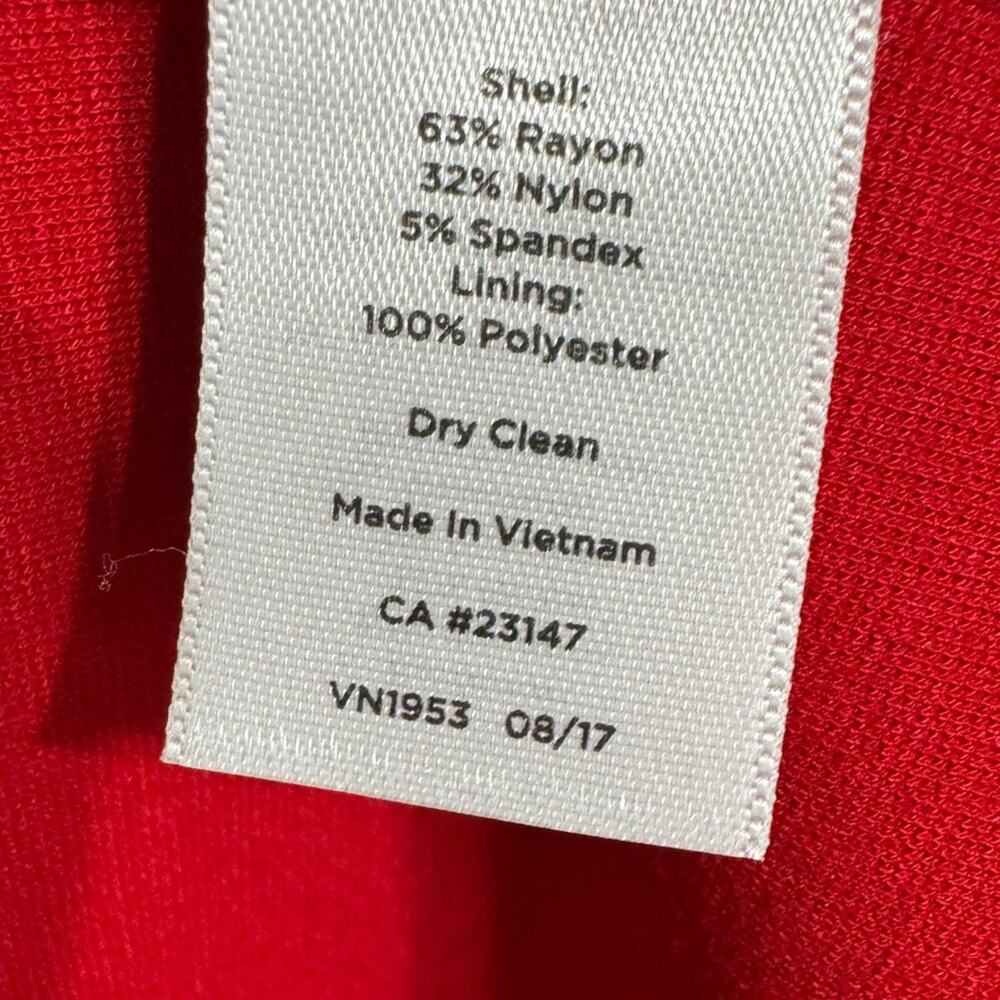 Shell:
63% Rayon
32% Nylon
5% Spandex
Lining:
100% Polyester
Dry Clean
Made In Vietnam
CA #23147
VN1953 08/17